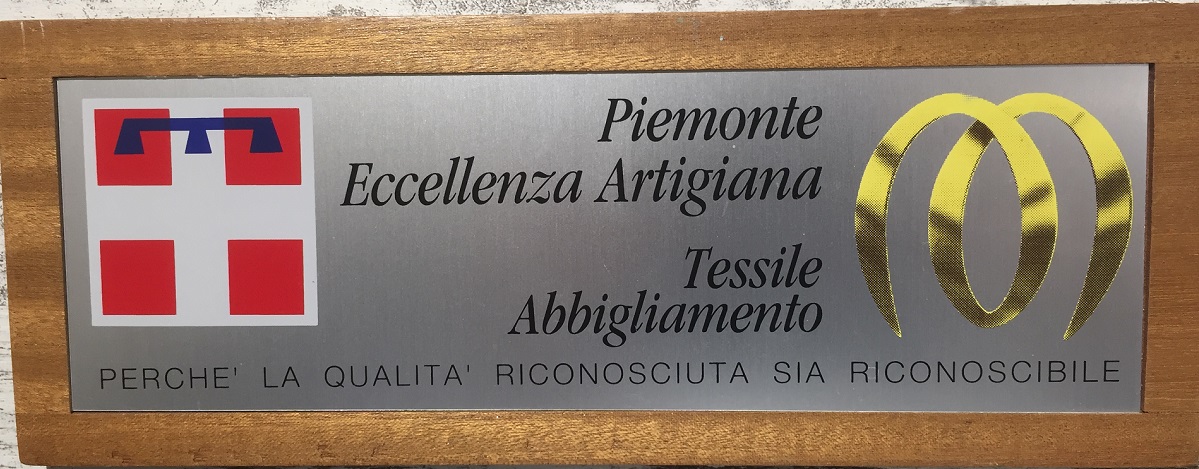 Piemonte
Eccellenza Artigiana
Tessile
Abbigliamento
PERCHE' LA QUALITA' RICONOSCIUTA SIA RICONOSCIBILE